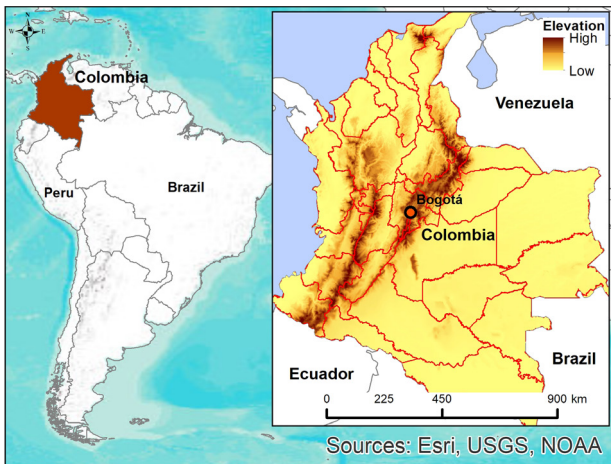 N
W E
S
Colombia
Peru
Brazil
Elevation
High
Low
Venezuela
Bogotá
Colombia
Brazil
Ecuador
0 225 450 900 km
Sources: Esri, USGS, NOAA